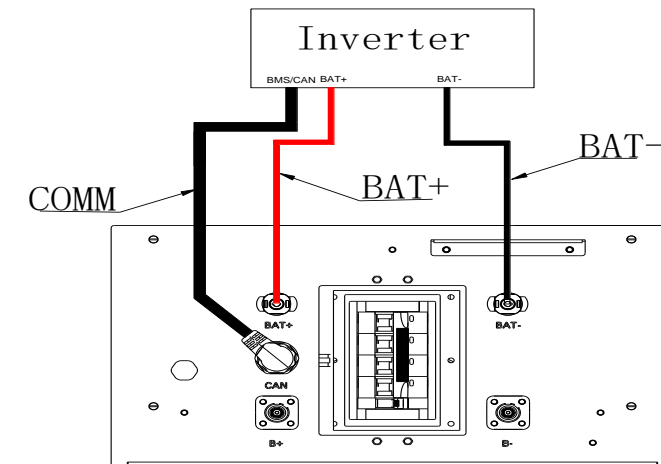 Inverter
BMS/CAN BAT+ BAT-
BAT-
COMM
BAT+
BAT+
BAT-
CAN
B+
B-